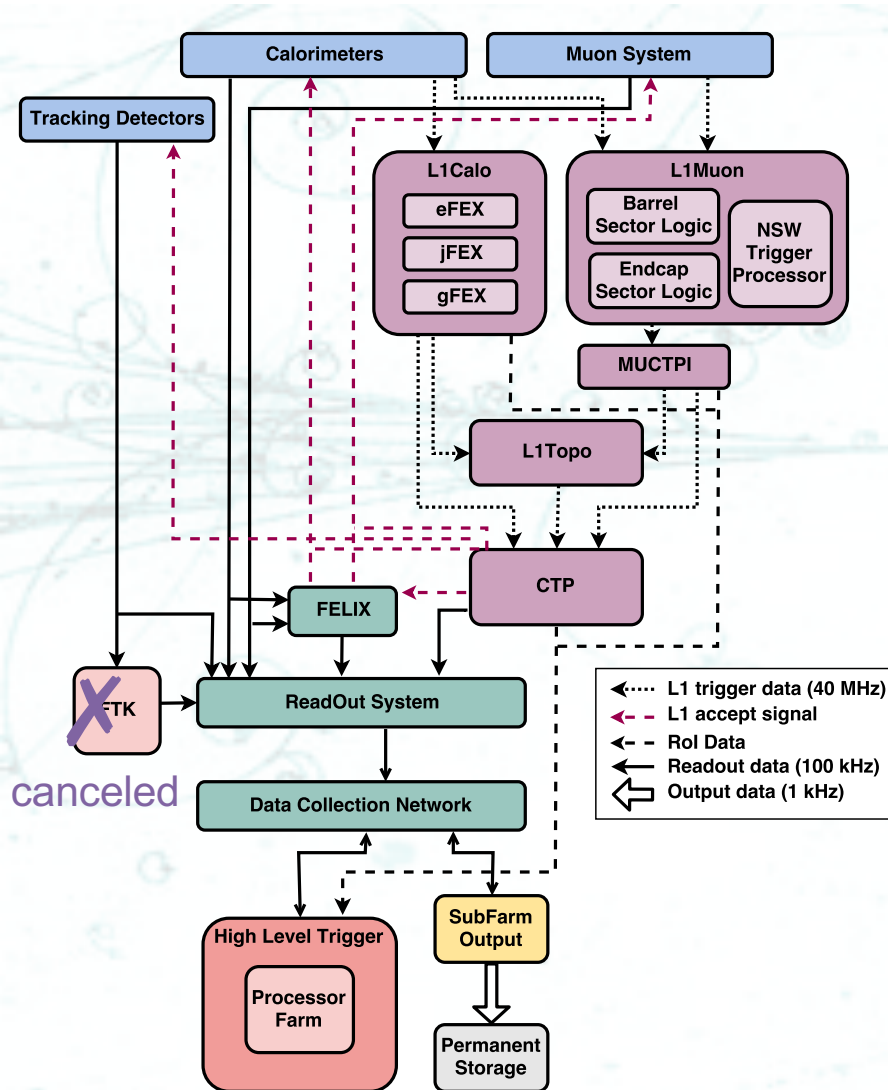 Calorimeters
Muon System
Tracking Detectors
L1Calo
eFEX
jFEX
gFEX
L1Muon
Barrel
Sector Logic
Endcap
Sector Logic
NSW
Trigger
Processor
MUCTPI
L1Topo
CTP
FELIX
FTK
canceled
ReadOut System
Data Collection Network
L1 trigger data (40 MHz)
L1 accept signal
RoI Data
Readout data (100 kHz)
Output data (1 kHz)
High Level Trigger
Processor
Farm
SubFarm
Output
Permanent
Storage